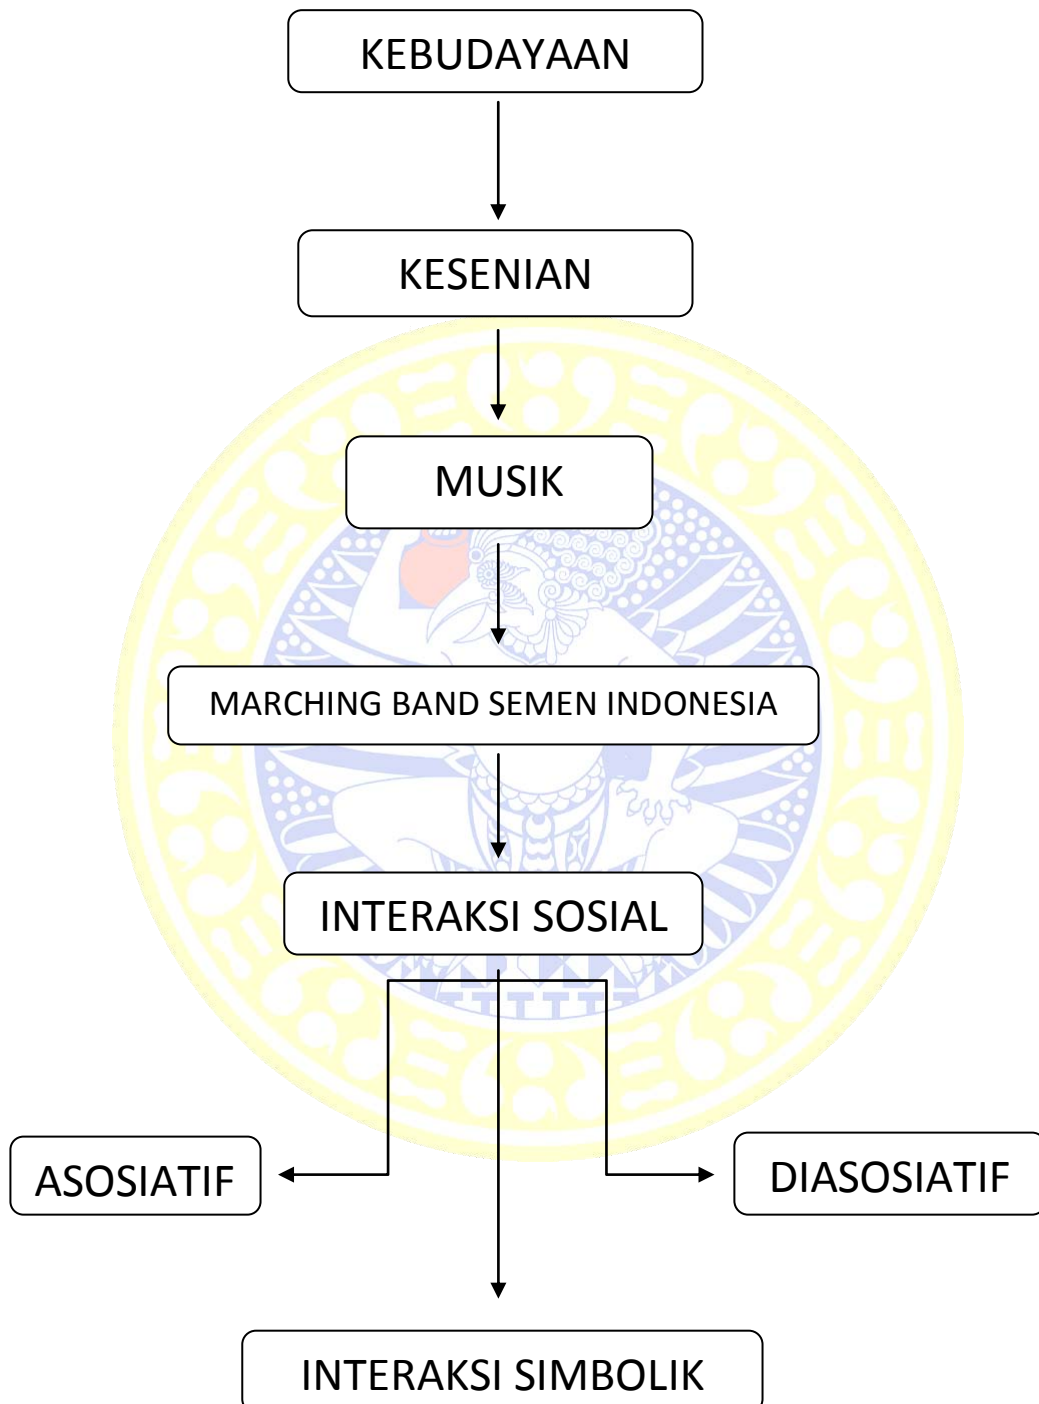 KEBUDAYAAN
KESENIAN
MUSIK
MARCHING BAND SEMEN INDONESIA
INTERAKSI SOSIAL
ASOSIATIF
DIASOSIATIF
INTERAKSI SIMBOLIK